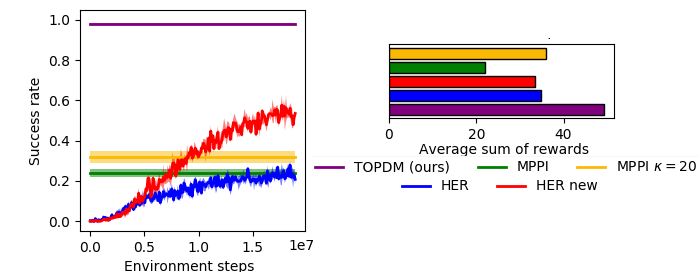 1.0
0.8
0.6
0.4
0.2
0.0
Success rate
0.0 0.5 1.0 1.5 1e7
Environment steps
0 20 40
Average sum of rewards
TOPDM (ours) MPPI MPPI κ = 20
HER HER new